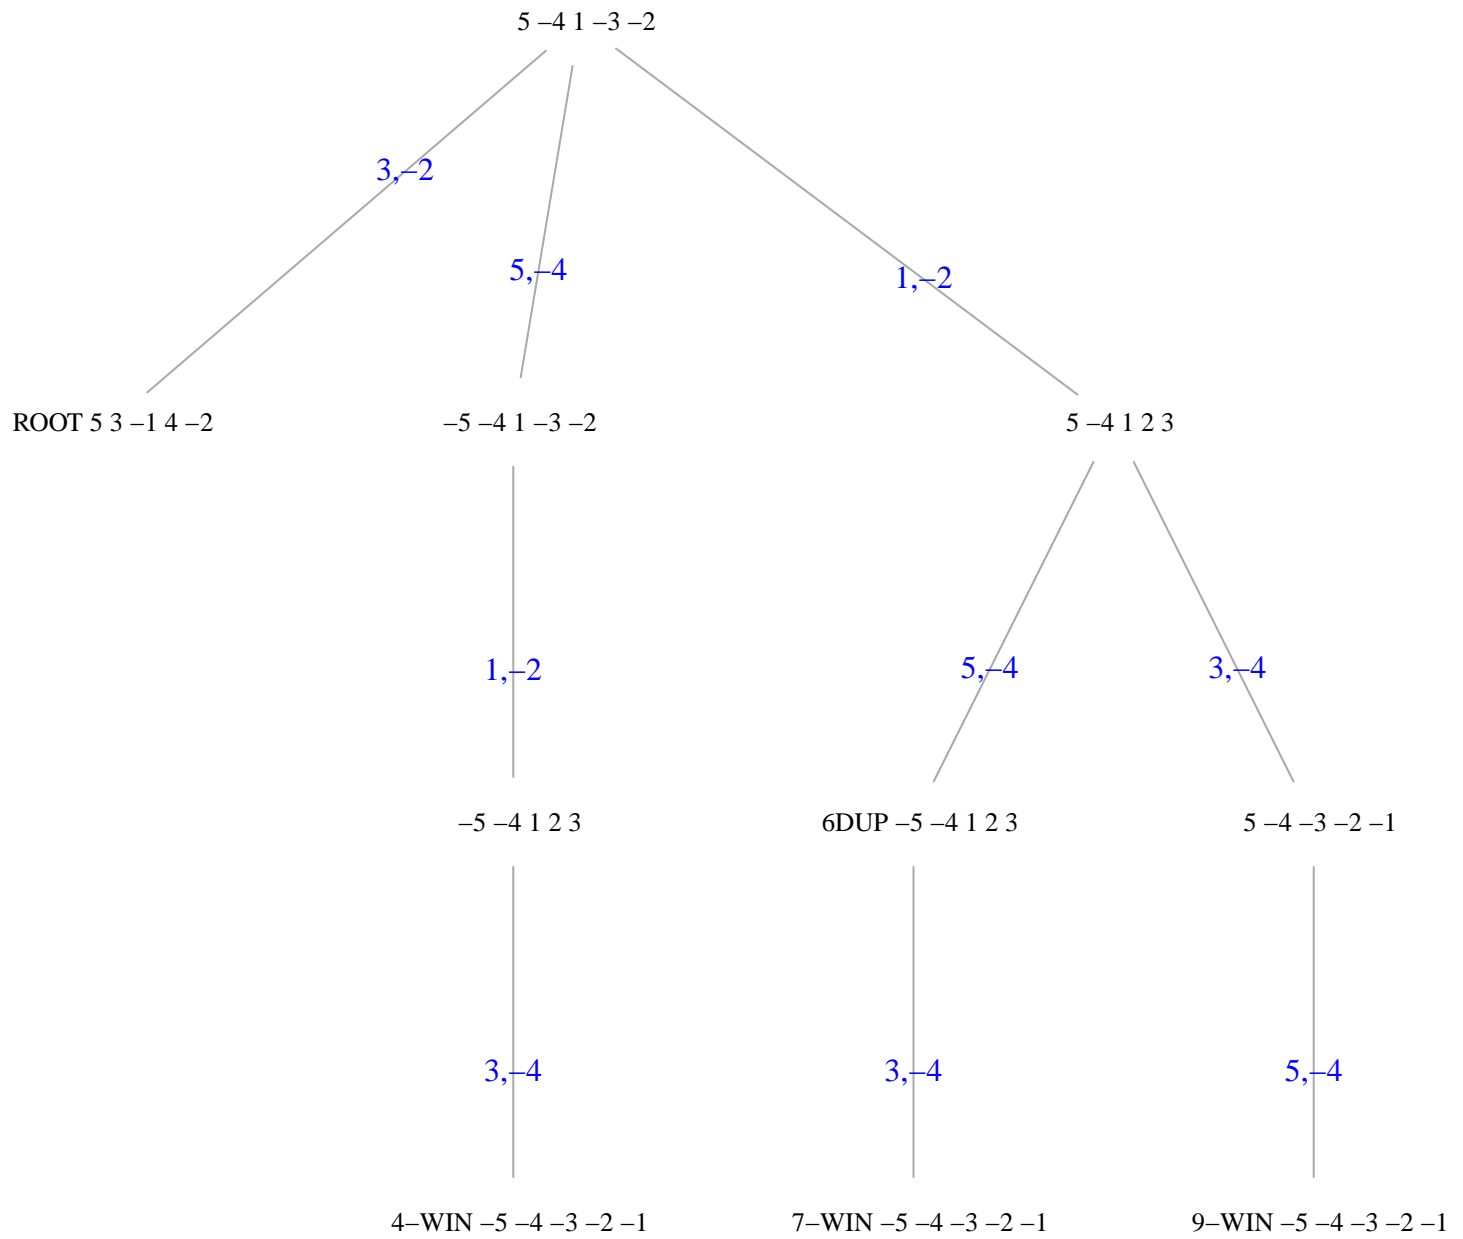 5 –4 1 –3 –2
3,–2
5,–4
1,–2
ROOT 5 3 –1 4 –2
–5 –4 1 –3 –2
5 –4 1 2 3
1,–2
5,–4
3,–4
–5 –4 1 2 3
6DUP –5 –4 1 2 3
5 –4 –3 –2 –1
3,–4
3,–4
5,–4
4–WIN –5 –4 –3 –2 –1
7–WIN –5 –4 –3 –2 –1
9–WIN –5 –4 –3 –2 –1